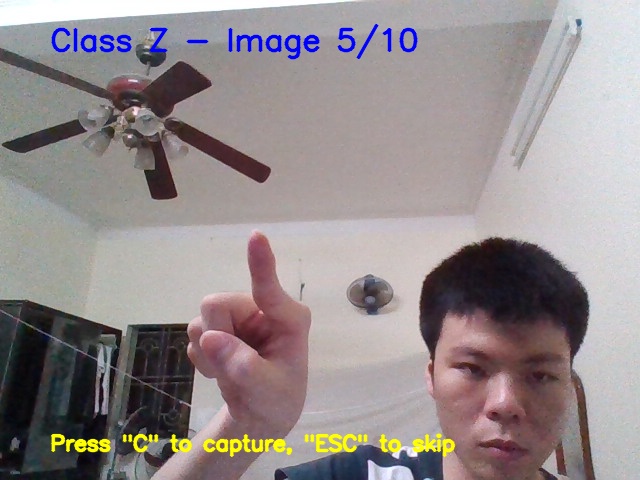 Class Z - Image 5/10
Press "C" to capture, "ESC" to skip